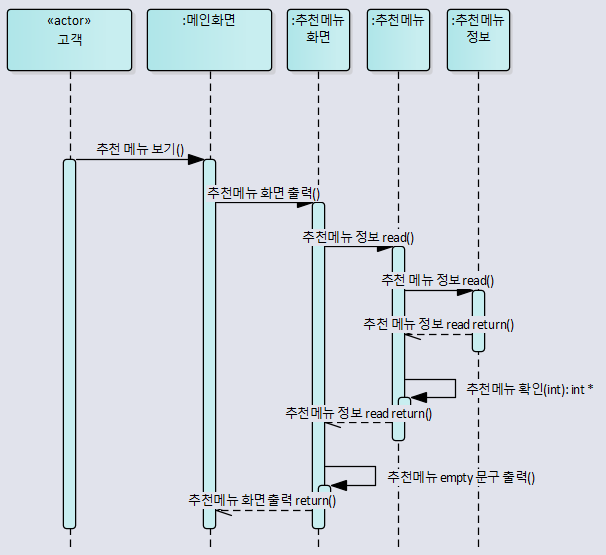 «actor»
고객
:메인화면
:추천메뉴
화면
:추천메뉴
:추천메뉴
정보
추천 메뉴 보기()
추천메뉴 화면 출력()
추천메뉴 정보 read()
추천 메뉴 정보 read()
추천 메뉴 정보 read return()
추천메뉴 확인(int): int *
추천메뉴 정보 read return()
추천메뉴 empty 문구 출력()
추천메뉴 화면 출력 return()